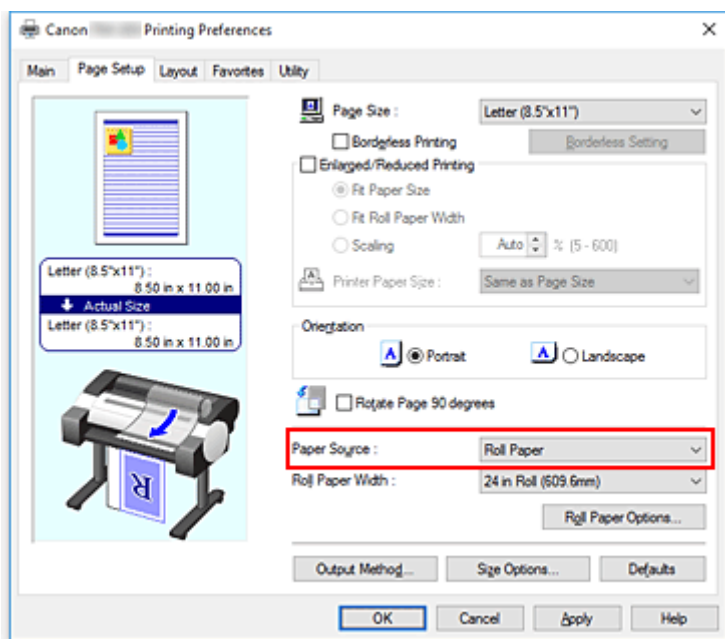 Canon Printing Preferences
Main Page Setup Layout Favorites Utility
Page Size : Letter (8.5"x11")
Borderless Printing Borderless Setting
Enlarged/Reduced Printing
Fit Paper Size
Fit Roll Paper Width
Scaling Auto % (5 - 600)
Printer Paper Size : Same as Page Size
Letter (8.5"x11") :
8.50 in x 11.00 in
Actual Size
Letter (8.5"x11") :
8.50 in x 11.00 in
Orientation
A Portrait A Landscape
Rotate Page 90 degrees
Paper Source : Roll Paper
Roll Paper Width : 24 in Roll (609.6mm)
Roll Paper Options...
R
Output Method... Size Options... Defaults
OK Cancel Apply Help